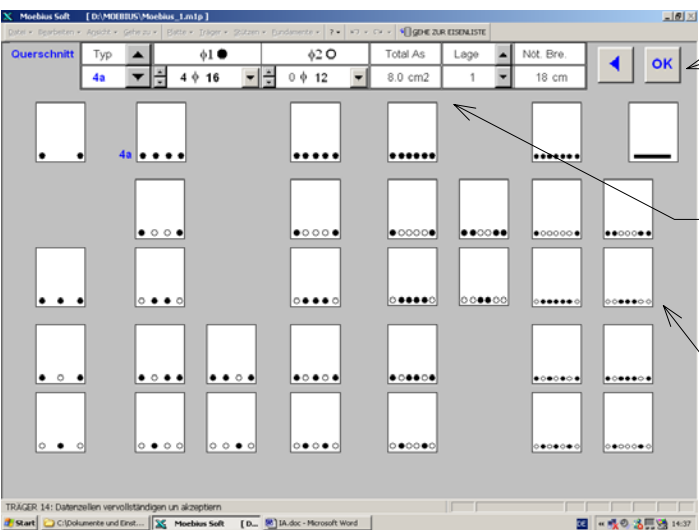 Moebius Soft [ D:\MOEBIUS\Moebius_1.m1p ]
Datei Bearbeiten Ansicht Gehe zu Platte Träger Stützen Fundamente ? GEHE ZUR EISENLISTE
Querschnitt Typ ϕ1 ϕ2 Total As Lage Nöt. Bre. OK
4a 4 ϕ 16 0 ϕ 12 8.0 cm2 1 18 cm
4a
TRÄGER 14: Datenzellen vervollständigen un akzeptieren
Start C:\Dokumente und Einst... Moebius Soft [ D... IA.doc - Microsoft Word DE 14:37